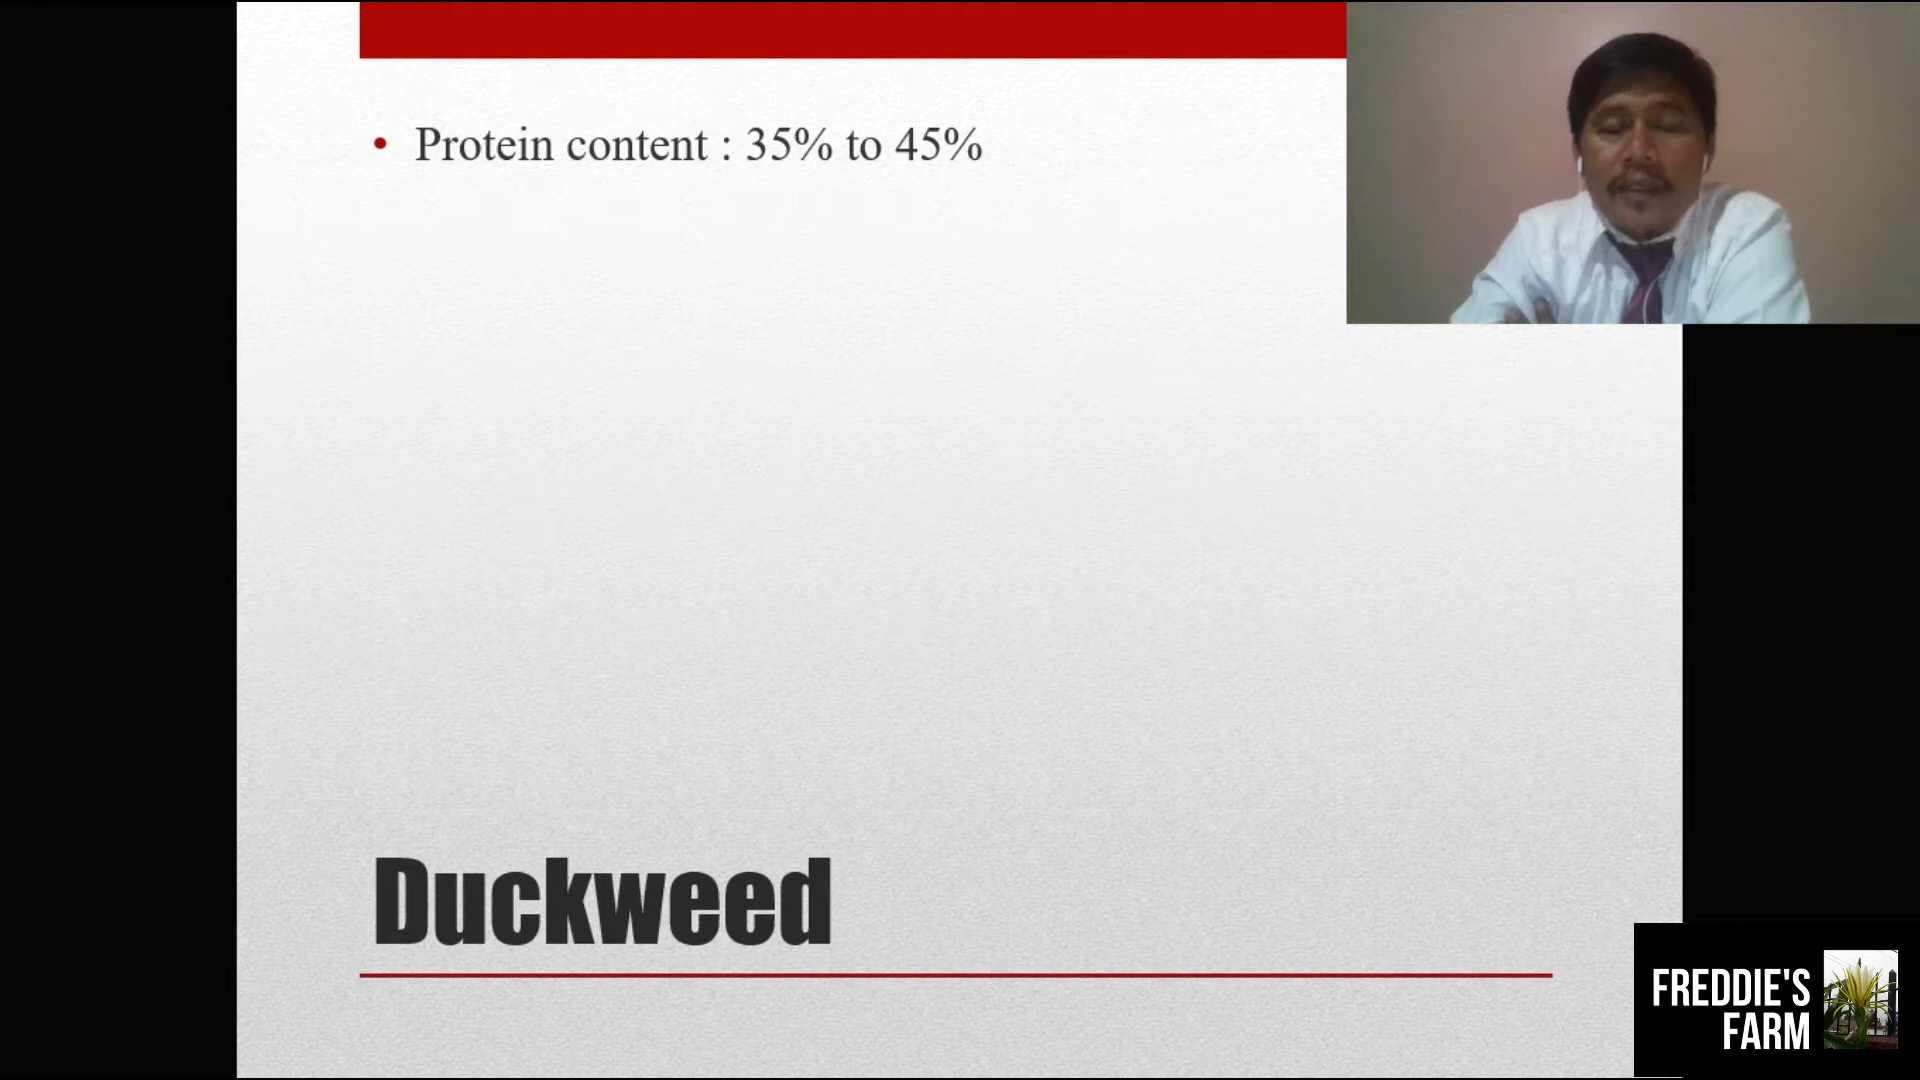 • Protein content : 35% to 45%
Duckweed
FREDDIE'S
FARM